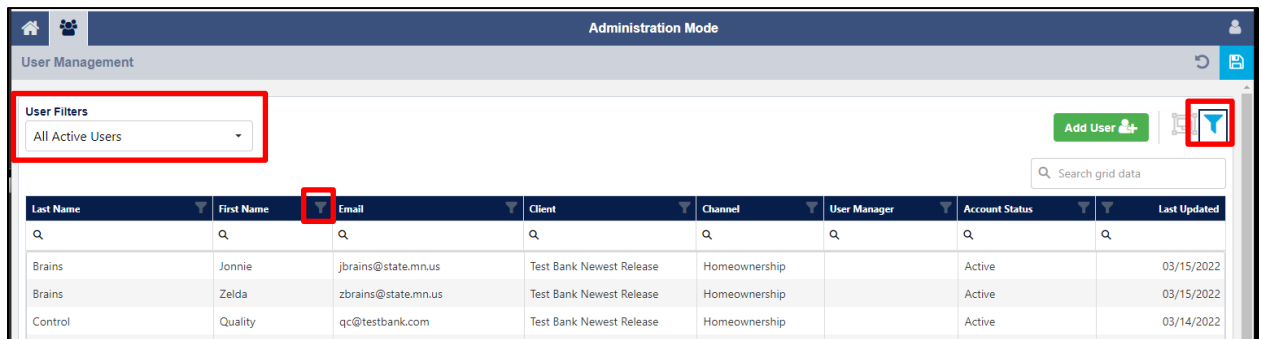 Administration Mode
User Management
User Filters
All Active Users
Add User
Search grid data
Last Name First Name Email Client Channel User Manager Account Status Last Updated
Brains Jonnie jbrains@state.mn.us Test Bank Newest Release Homeownership Active 03/15/2022
Brains Zelda zbrains@state.mn.us Test Bank Newest Release Homeownership Active 03/15/2022
Control Quality qc@testbank.com Test Bank Newest Release Homeownership Active 03/14/2022